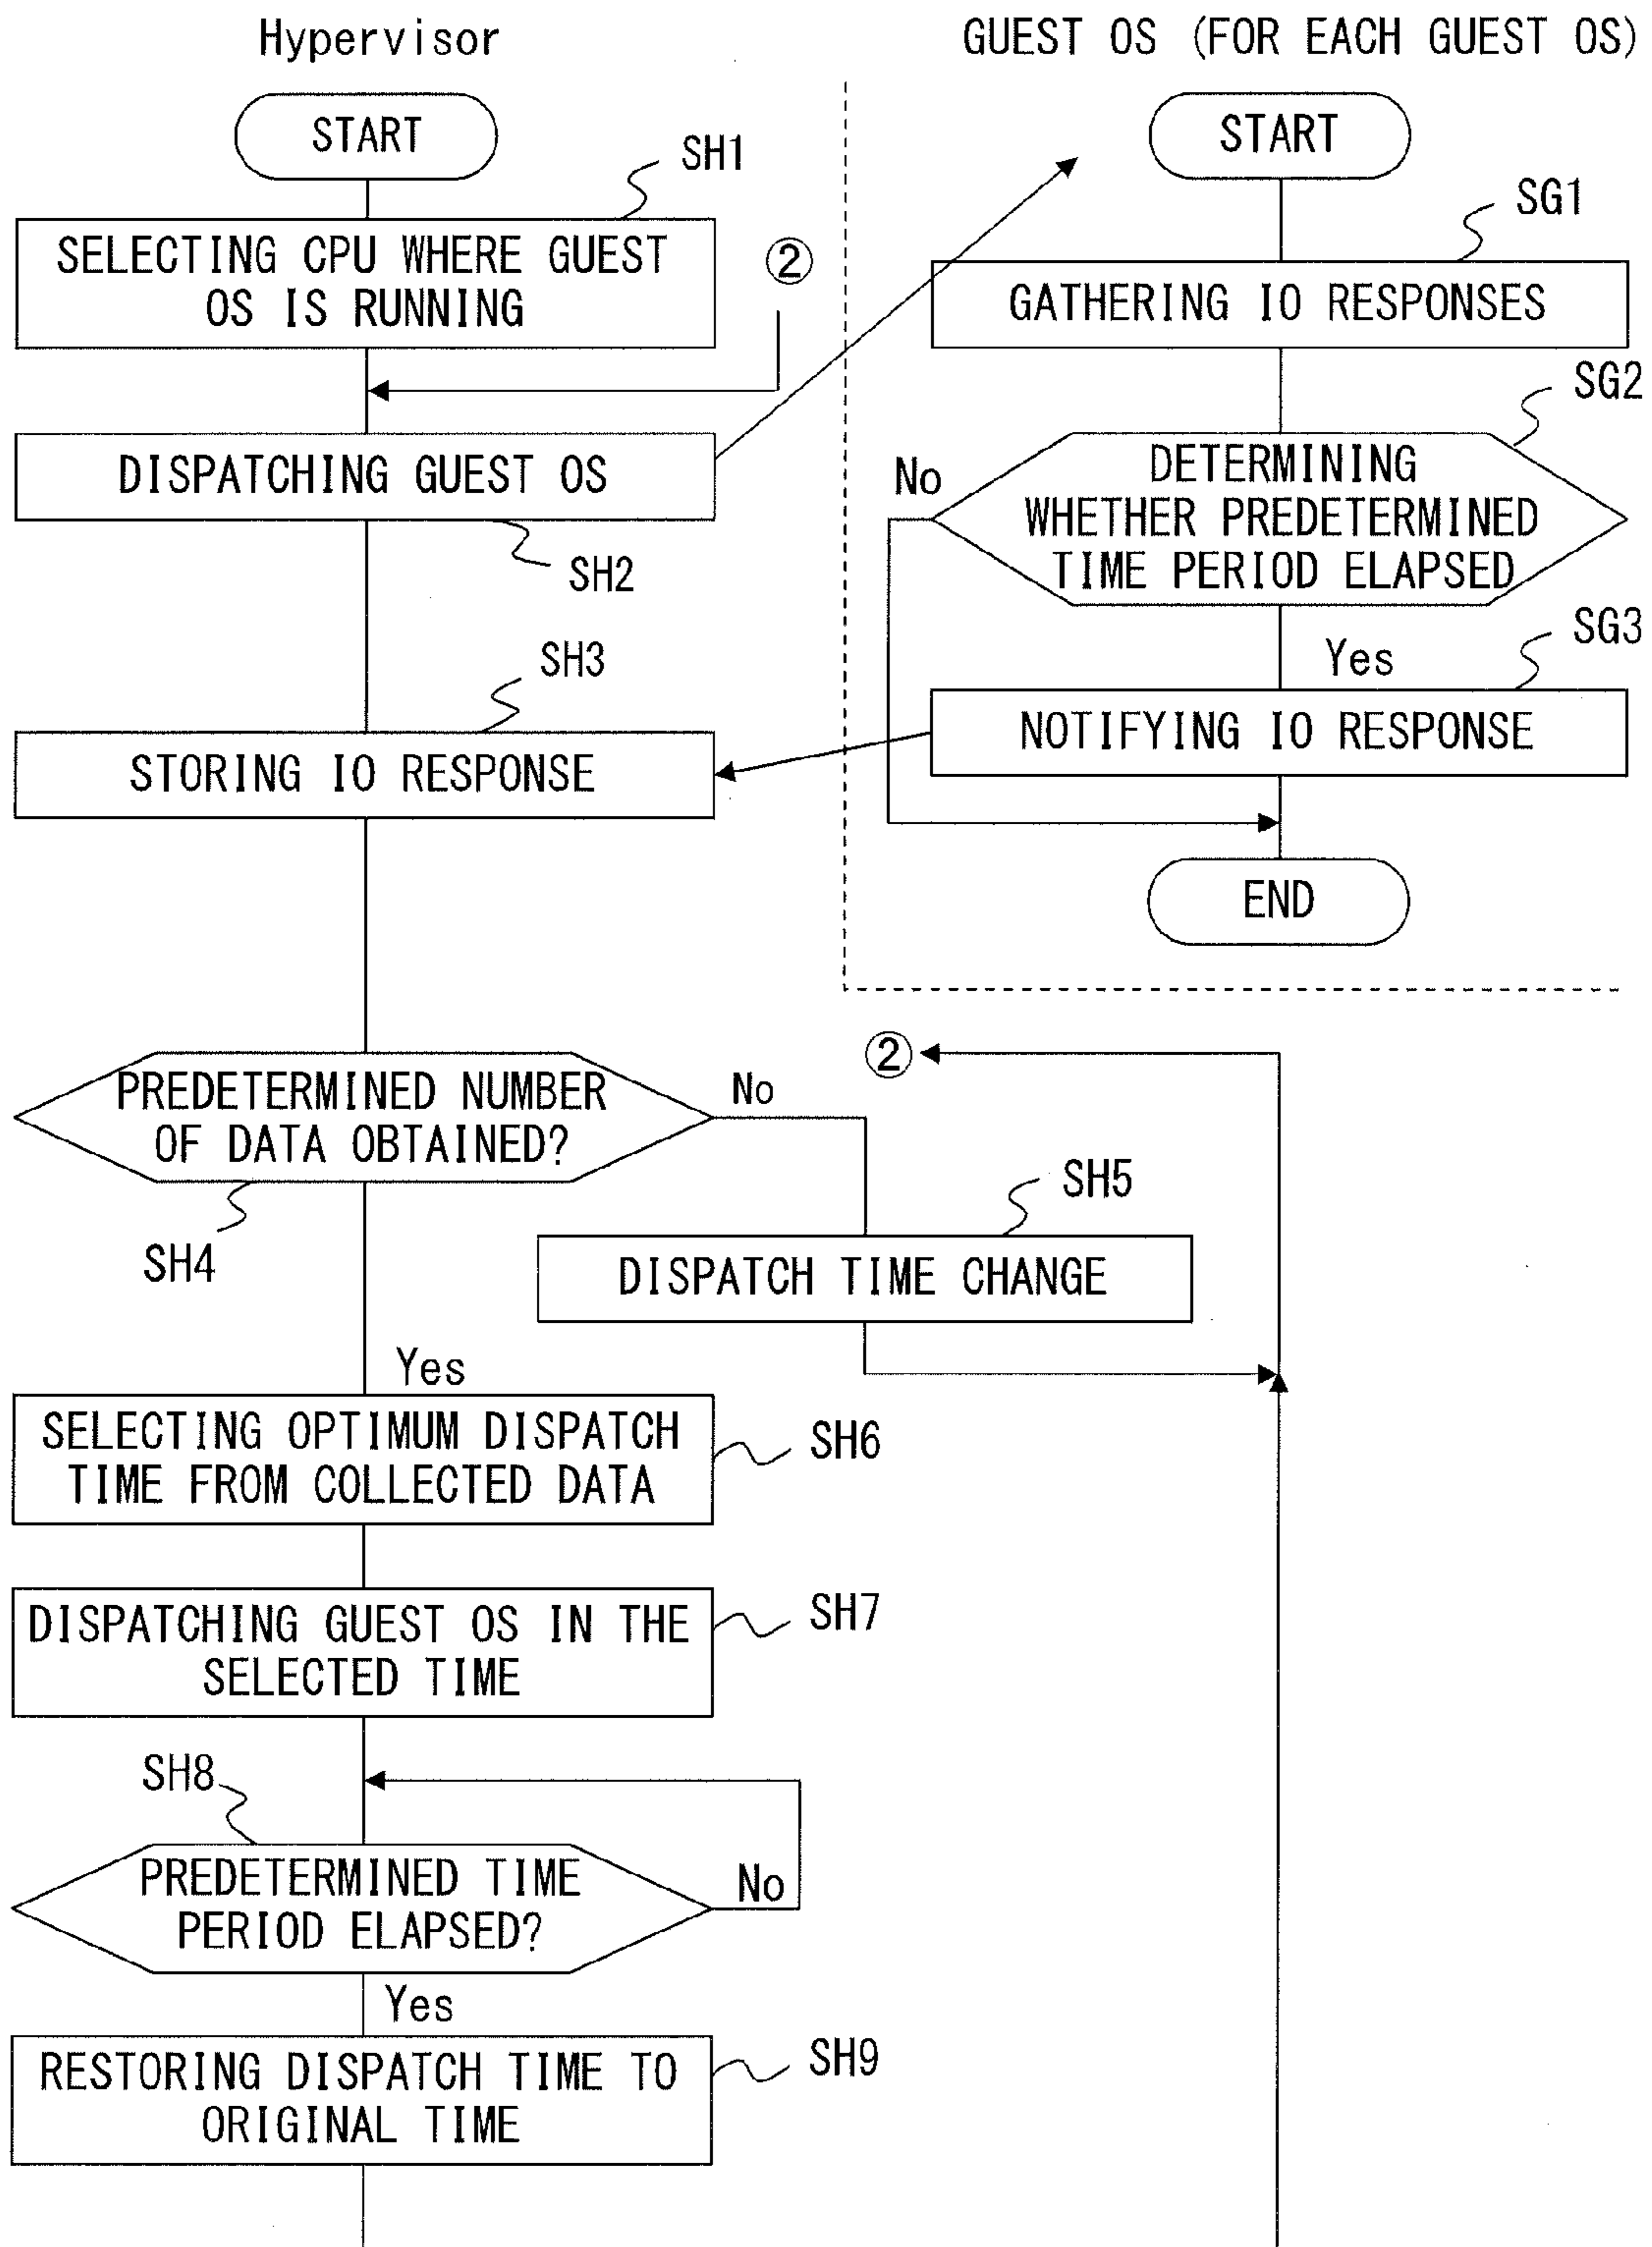 Hypervisor
START
SH1
SELECTING CPU WHERE GUEST
OS IS RUNNING
②
DISPATCHING GUEST OS
SH2
SH3
STORING IO RESPONSE
GUEST OS (FOR EACH GUEST OS)
START
SG1
GATHERING IO RESPONSES
SG2
No
DETERMINING
WHETHER PREDETERMINED
TIME PERIOD ELAPSED
SG3
Yes
NOTIFYING IO RESPONSE
END
②
PREDETERMINED NUMBER
OF DATA OBTAINED?
No
SH4
SH5
DISPATCH TIME CHANGE
Yes
SELECTING OPTIMUM DISPATCH
TIME FROM COLLECTED DATA
SH6
DISPATCHING GUEST OS IN THE
SELECTED TIME
SH7
SH8
PREDETERMINED TIME
PERIOD ELAPSED?
No
Yes
RESTORING DISPATCH TIME TO
ORIGINAL TIME
SH9